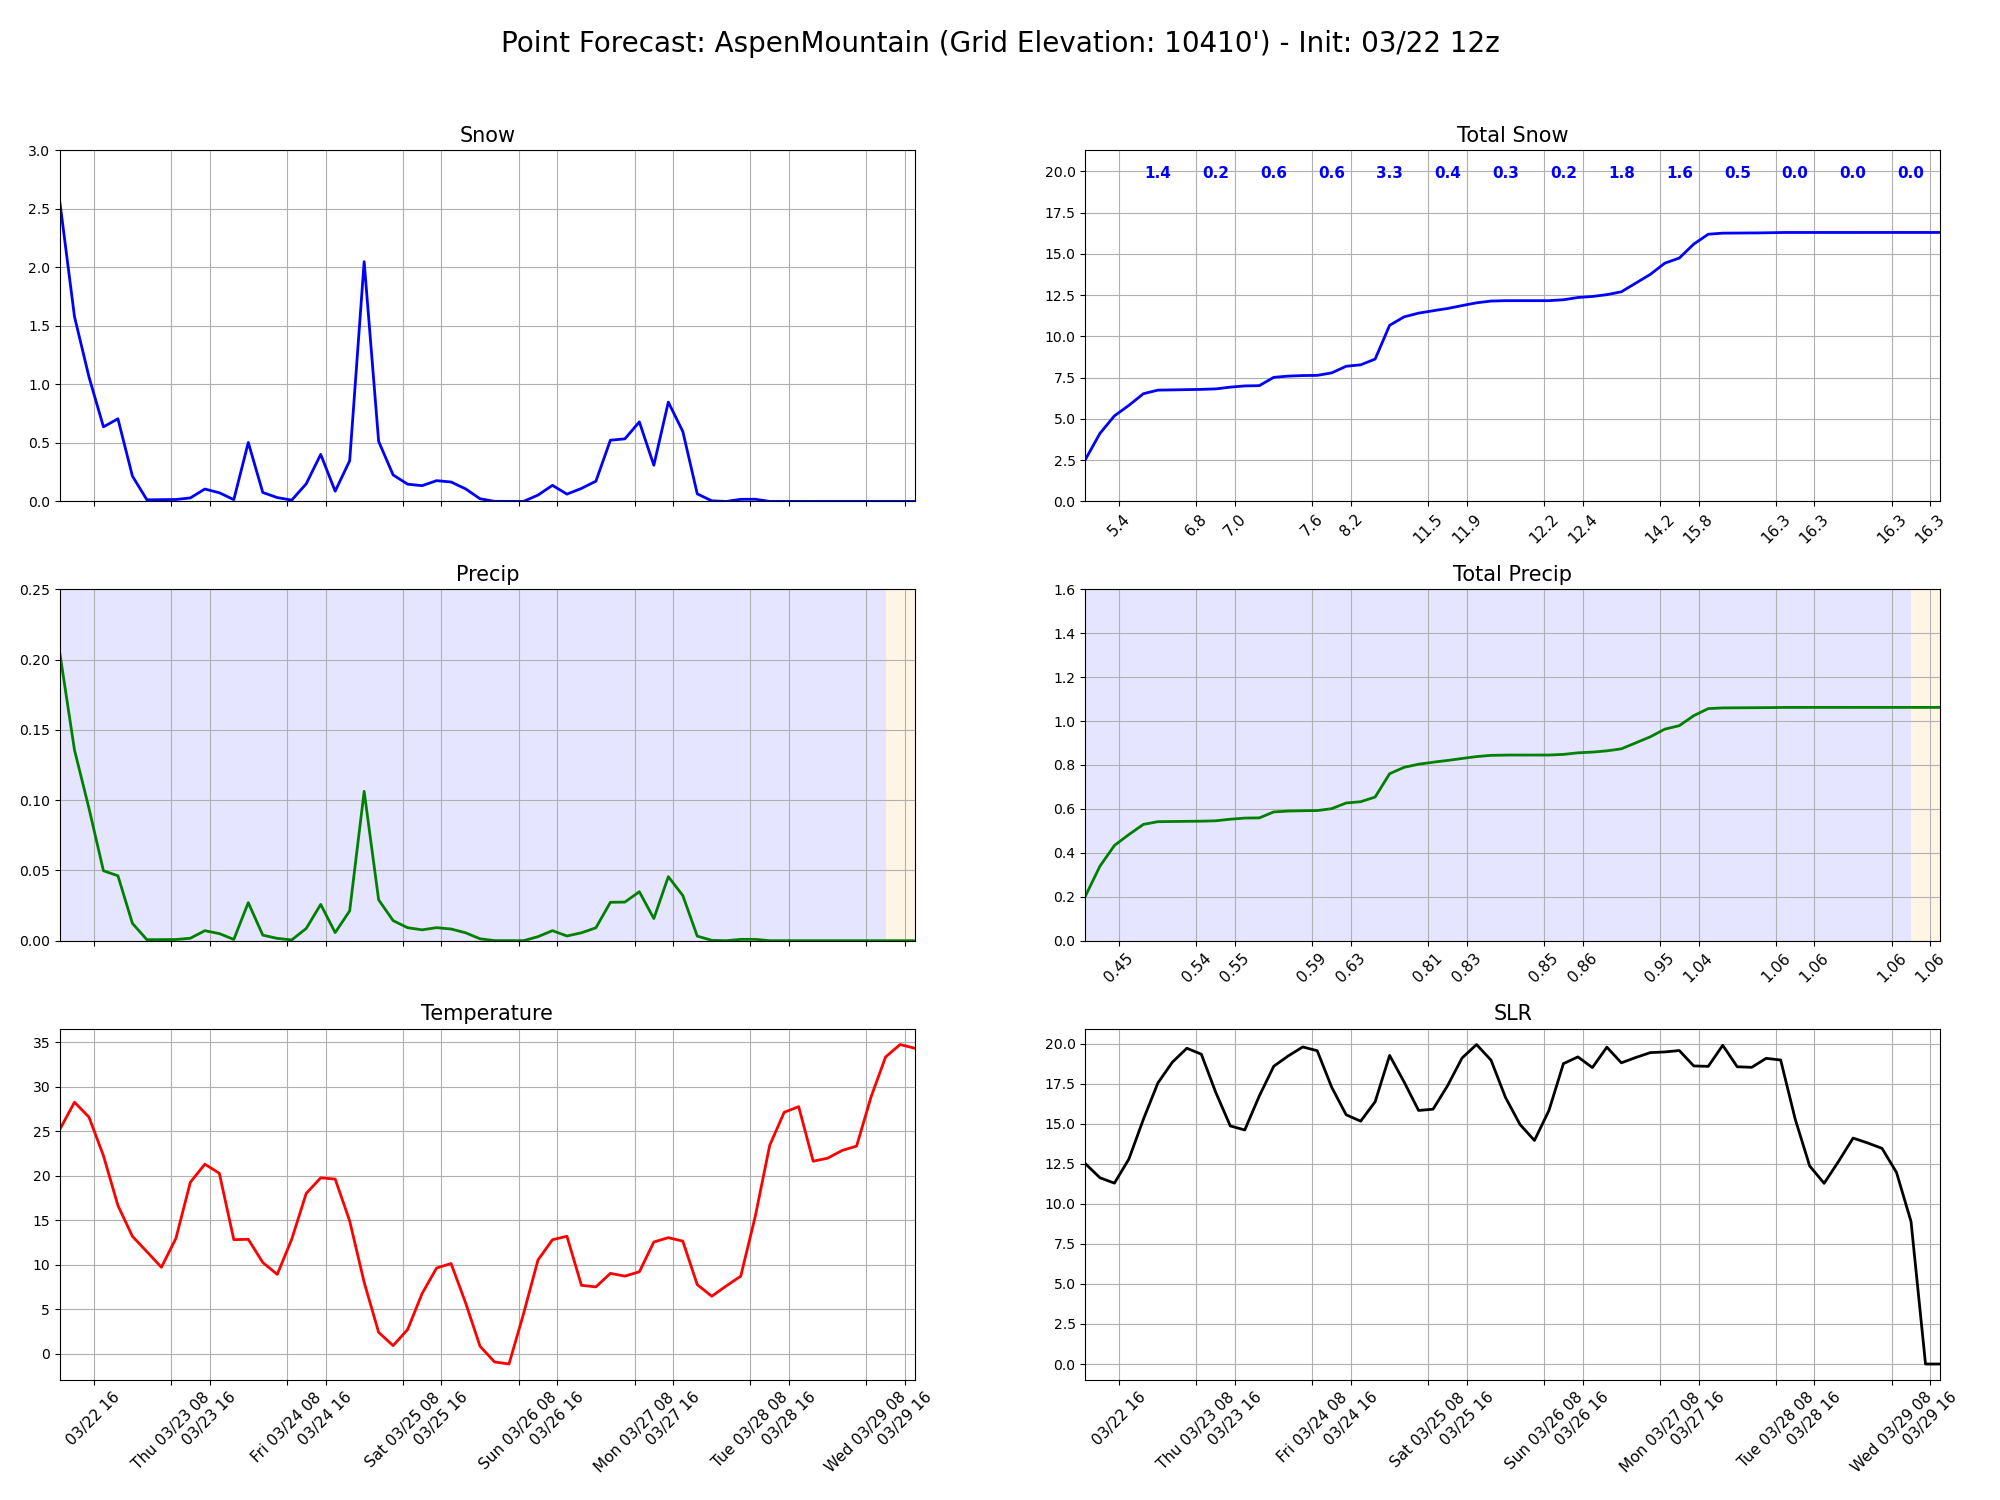 Point Forecast: AspenMountain (Grid Elevation: 10410') - Init: 03/22 12z
Snow
3.0
2.5
2.0
1.5
1.0
0.5
0.0
Total Snow
20.0
17.5
15.0
12.5
10.0
7.5
5.0
2.5
0.0
1.4 0.2 0.6 0.6 3.3 0.4 0.3 0.2 1.8 1.6 0.5 0.0 0.0 0.0
5.4 6.8 7.0 7.6 8.2 11.5 11.9 12.2 12.4 14.2 15.8 16.3 16.3 16.3 16.3
Precip
0.25
0.20
0.15
0.10
0.05
0.00
Total Precip
1.6
1.4
1.2
1.0
0.8
0.6
0.4
0.2
0.0
0.45 0.54 0.55 0.59 0.63 0.81 0.83 0.85 0.86 0.95 1.04 1.06 1.06 1.06 1.06
Temperature
35
30
25
20
15
10
5
0
03/22 16
Thu 03/23 08
03/23 16
Fri 03/24 08
03/24 16
Sat 03/25 08
03/25 16
Sun 03/26 08
03/26 16
Mon 03/27 08
03/27 16
Tue 03/28 08
03/28 16
Wed 03/29 08
03/29 16
SLR
20.0
17.5
15.0
12.5
10.0
7.5
5.0
2.5
0.0
03/22 16
Thu 03/23 08
03/23 16
Fri 03/24 08
03/24 16
Sat 03/25 08
03/25 16
Sun 03/26 08
03/26 16
Mon 03/27 08
03/27 16
Tue 03/28 08
03/28 16
Wed 03/29 08
03/29 16